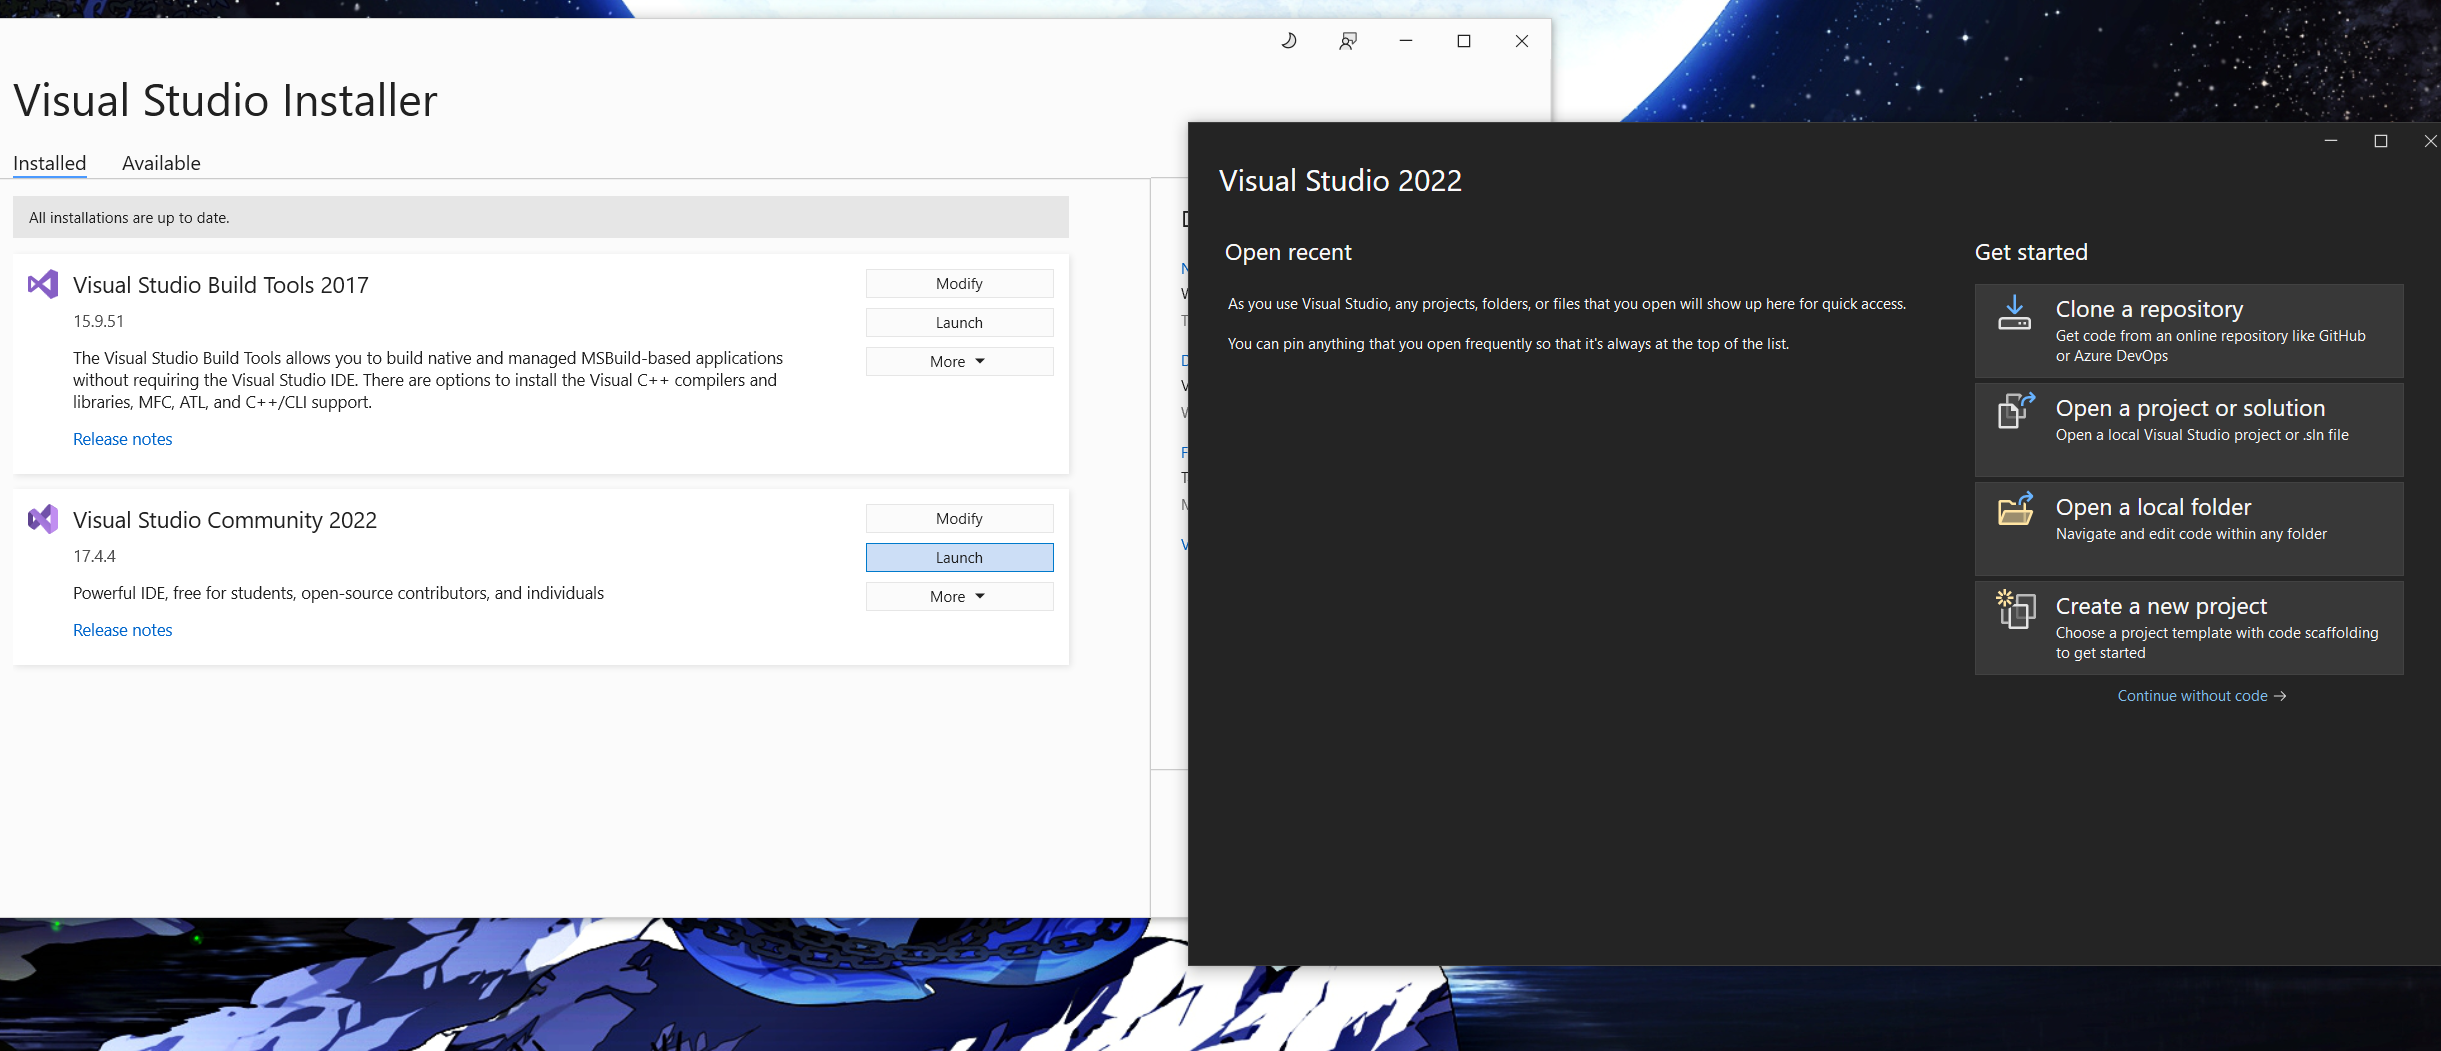 Visual Studio Installer
Installed
Available
All installations are up to date.
Visual Studio Build Tools 2017
15.9.51
The Visual Studio Build Tools allows you to build native and managed MSBuild-based applications
without requiring the Visual Studio IDE. There are options to install the Visual C++ compilers and
libraries, MFC, ATL, and C++/CLI support.
Release notes
Modify
Launch
More
Visual Studio Community 2022
17.4.4
Powerful IDE, free for students, open-source contributors, and individuals
Release notes
Modify
Launch
More
Visual Studio 2022
Open recent
As you use Visual Studio, any projects, folders, or files that you open will show up here for quick access.
You can pin anything that you open frequently so that it's always at the top of the list.
Get started
Clone a repository
Get code from an online repository like GitHub
or Azure DevOps
Open a project or solution
Open a local Visual Studio project or .sln file
Open a local folder
Navigate and edit code within any folder
Create a new project
Choose a project template with code scaffolding
to get started
Continue without code →